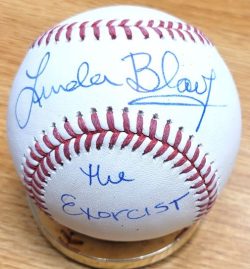 Linda Blair
the
Exorcist